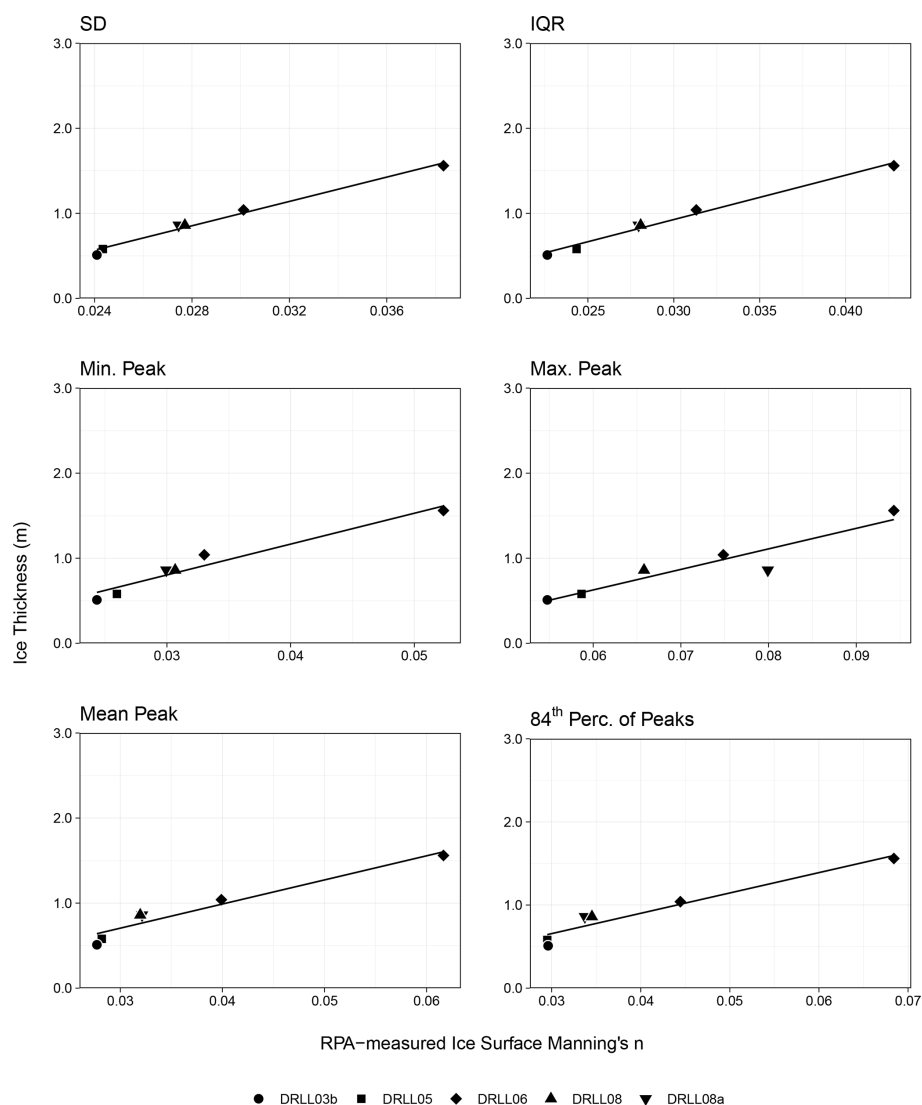 SD
IQR
3.0
2.0
1.0
0.0
0.024 0.028 0.032 0.036
3.0
2.0
1.0
0.0
0.025 0.030 0.035 0.040
Min. Peak
Max. Peak
3.0
2.0
1.0
0.0
0.03 0.04 0.05
3.0
2.0
1.0
0.0
0.06 0.07 0.08 0.09
Ice Thickness (m)
Mean Peak
84th Perc. of Peaks
3.0
2.0
1.0
0.0
0.03 0.04 0.05 0.06
3.0
2.0
1.0
0.0
0.03 0.04 0.05 0.06 0.07
RPA−measured Ice Surface Manning's n
DRLL03b DRLL05 DRLL06 DRLL08 DRLL08a